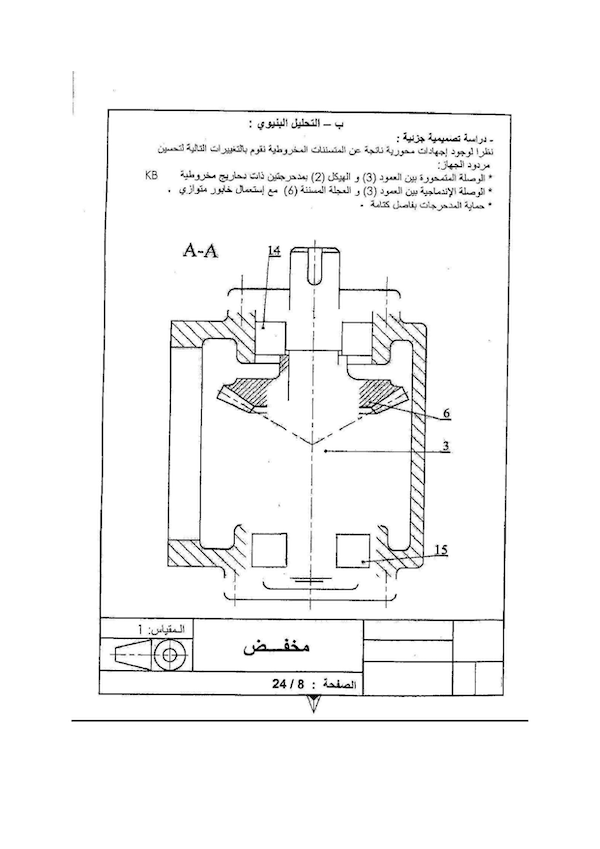 ب – التحليل البنيوي :
- دراسة تصميمية جزئية :
نظرا لوجود إجهادات محورية ناتجة عن المتسننات المخروطية نقوم بالتغييرات التالية لتحسين
مردود الجهاز:
* الوصلة المتمحورة بين العمود (3) و الهيكل (2) بمدحرجتين ذات دحاريج مخروطية KB
* الوصلة الإندماجية بين العمود (3) و العجلة المسننة (6) مع إستعمال خابور متوازي .
* حماية المدحرجات بفاصل كتامة .
A-A
14
6
3
15
المقياس: 1
مخفـــض
الصفحة : 8 / 24